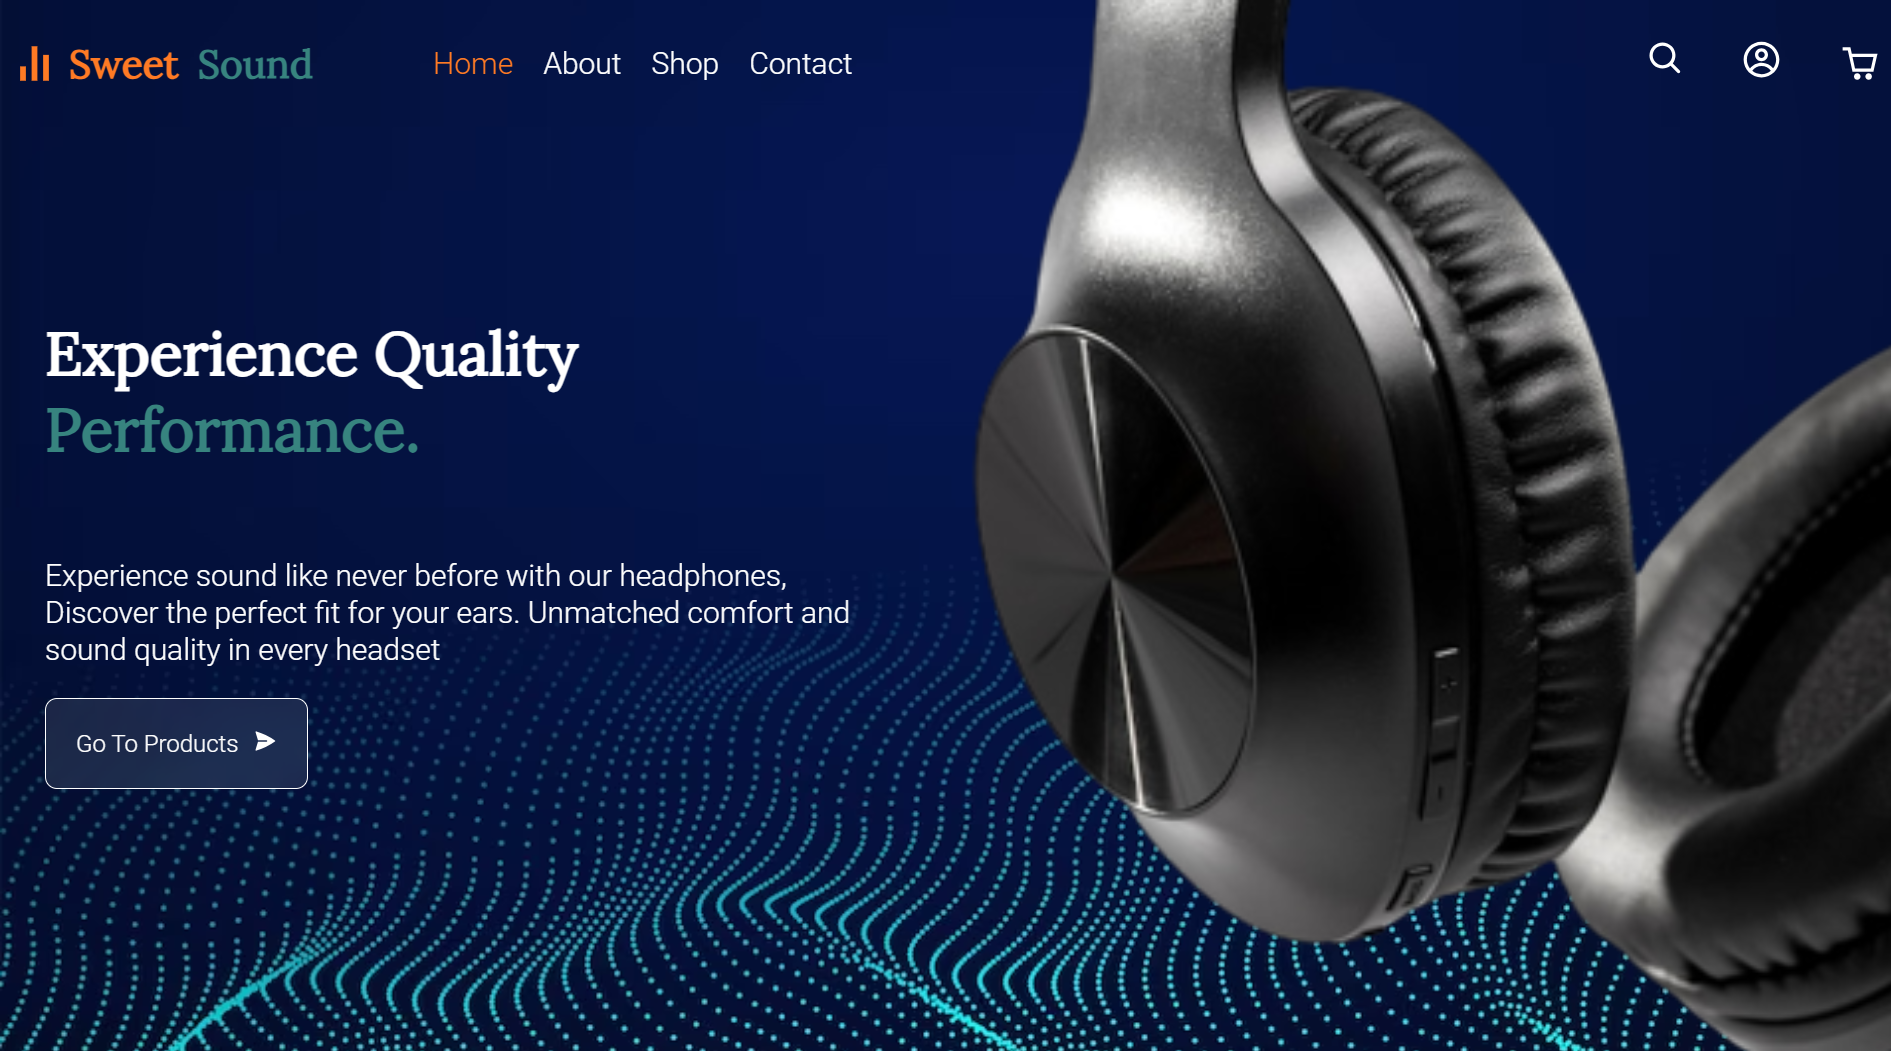 Sweet Sound
Home About Shop Contact
Experience Quality
Performance.
Experience sound like never before with our headphones,
Discover the perfect fit for your ears. Unmatched comfort and
sound quality in every headset
Go To Products